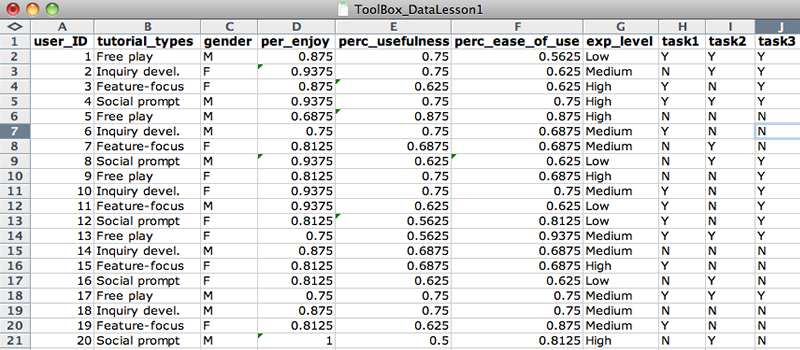 ToolBox_DataLesson1
A B C D E F G H I J
1 user_ID tutorial_types gender per_enjoy perc_usefulness perc_ease_of_use exp_level task1 task2 task3
2 1 Free play M 0.875 0.75 0.5625 Low Y Y Y
3 2 Inquiry devel. F 0.9375 0.75 0.625 Medium N Y Y
4 3 Feature-focus F 0.875 0.625 0.625 High Y N Y
5 4 Social prompt M 0.9375 0.75 0.75 High Y Y Y
6 5 Free play M 0.6875 0.875 0.875 High N N N
7 6 Inquiry devel. M 0.75 0.75 0.6875 Medium Y N N
8 7 Feature-focus F 0.8125 0.6875 0.6875 Medium N Y N
9 8 Social prompt M 0.9375 0.625 0.625 Low N N Y
10 9 Free play F 0.8125 0.75 0.6875 High N N Y
11 10 Inquiry devel. F 0.9375 0.75 0.75 Medium Y N Y
12 11 Feature-focus M 0.9375 0.625 0.625 Low Y N Y
13 12 Social prompt F 0.8125 0.5625 0.8125 Low Y N Y
14 13 Free play F 0.75 0.5625 0.9375 Medium Y Y Y
15 14 Inquiry devel. M 0.875 0.6875 0.6875 Medium N N N
16 15 Feature-focus F 0.8125 0.6875 0.6875 High Y N N
17 16 Social prompt F 0.8125 0.625 0.6875 Low N Y N
18 17 Free play M 0.75 0.75 0.75 Medium Y Y Y
19 18 Inquiry devel. M 0.8125 0.75 0.6875 Medium N N N
20 19 Feature-focus F 0.8125 0.625 0.875 Medium Y N N
21 20 Social prompt M 1 0.5 0.8125 High N Y N